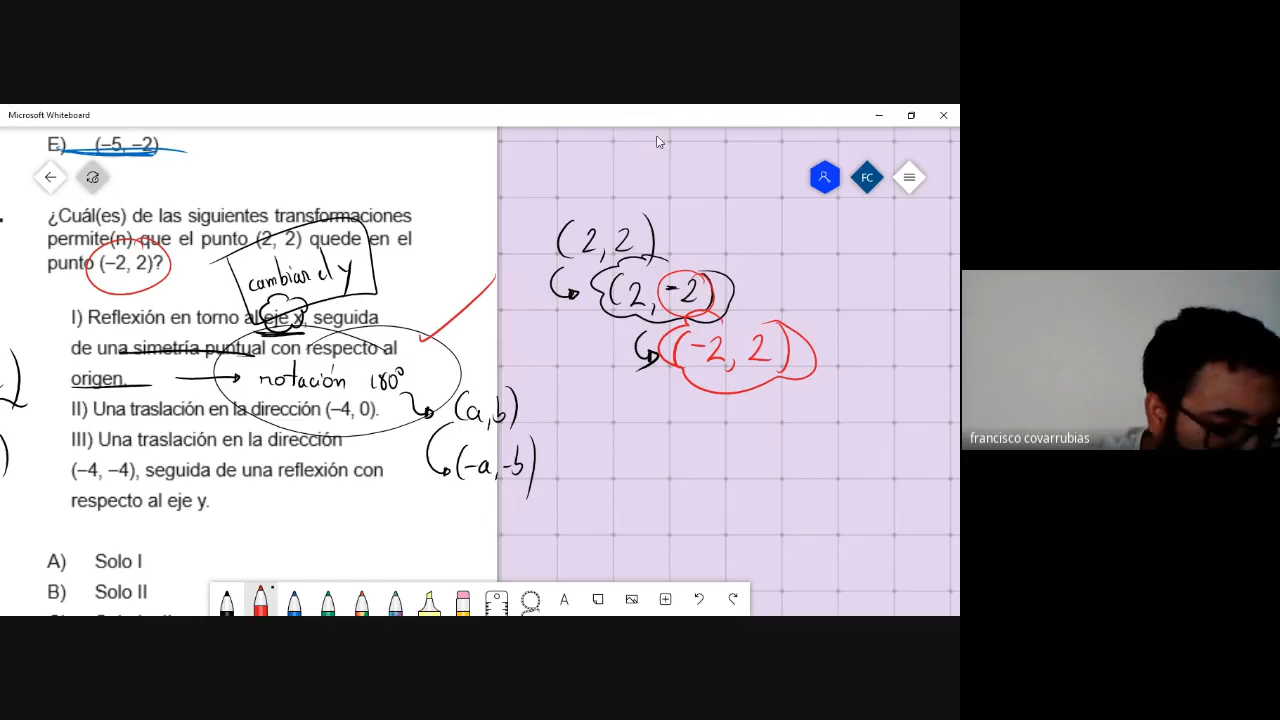 Microsoft Whiteboard
E) (–5, –2)
FC
¿Cuál(es) de las siguientes transformaciones
permite(n) que el punto (2, 2) quede en el
punto (–2, 2)?
cambiar el y
I) Reflexión en torno al eje x, seguida
de una simetría puntual con respecto al
origen.
notación 180°
II) Una traslación en la dirección (–4, 0).
III) Una traslación en la dirección
(–4, –4), seguida de una reflexión con
respecto al eje y.
(a,b)
(-a,-b)
A) Solo I
B) Solo II
(2,2)
(2,-2)
(-2,2)
A
francisco covarrubias